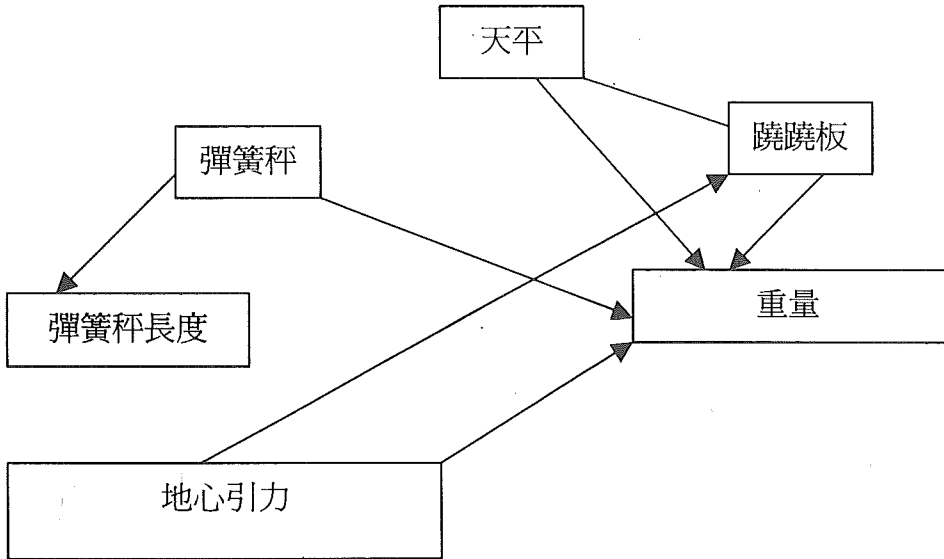 天平
蹺蹺板
彈簧秤
重量
彈簧秤長度
地心引力